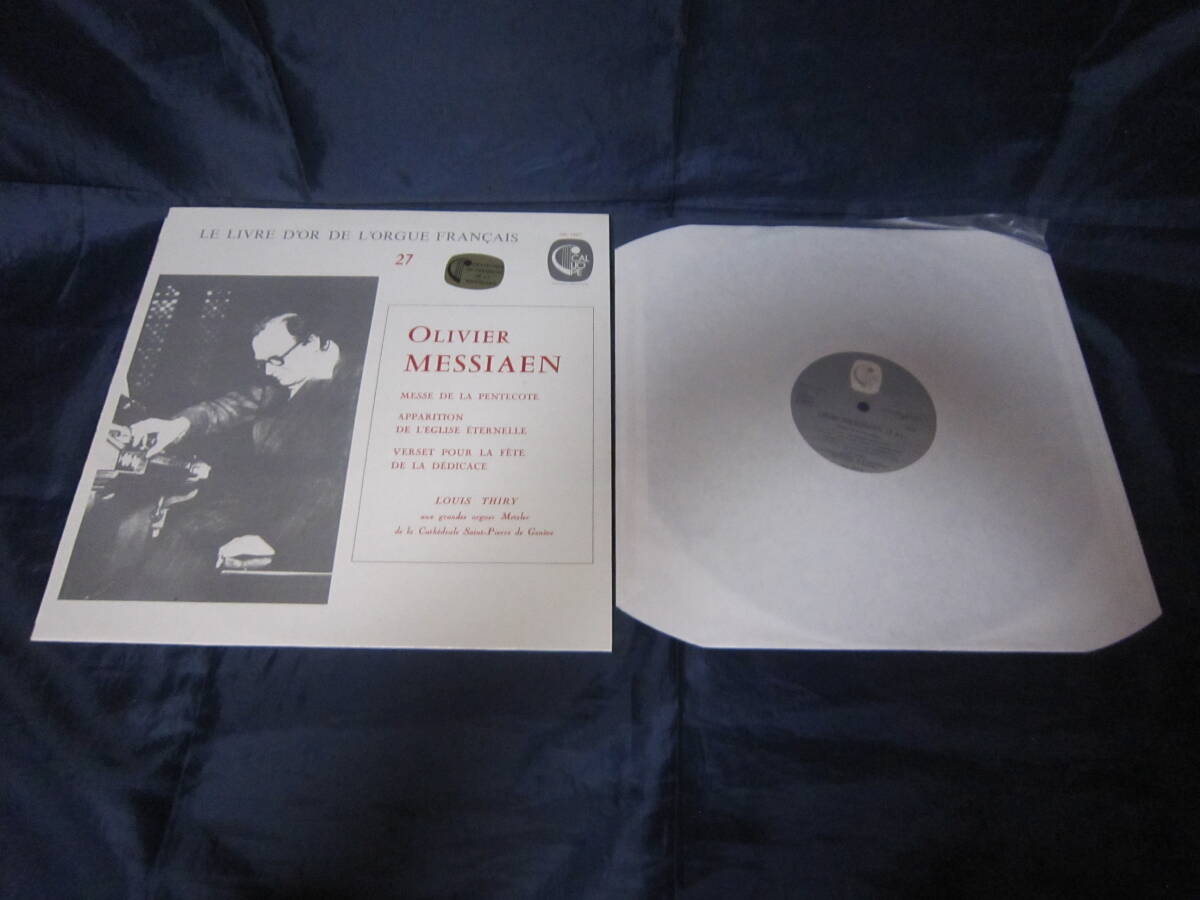 LE LIVRE D'OR DE L'ORGUE FRANÇAIS
27
CALLIOPE
OLIVIER
MESSIAEN
MESSE DE LA PENTECOTE
APPARITION
DE L'EGLISE ÉTERNELLE
VERSET POUR LA FÊTE
DE LA DÉDICACE
LOUIS THIRY
aux grandes orgues Metzler
de la Cathédrale Saint-Pierre de Genève